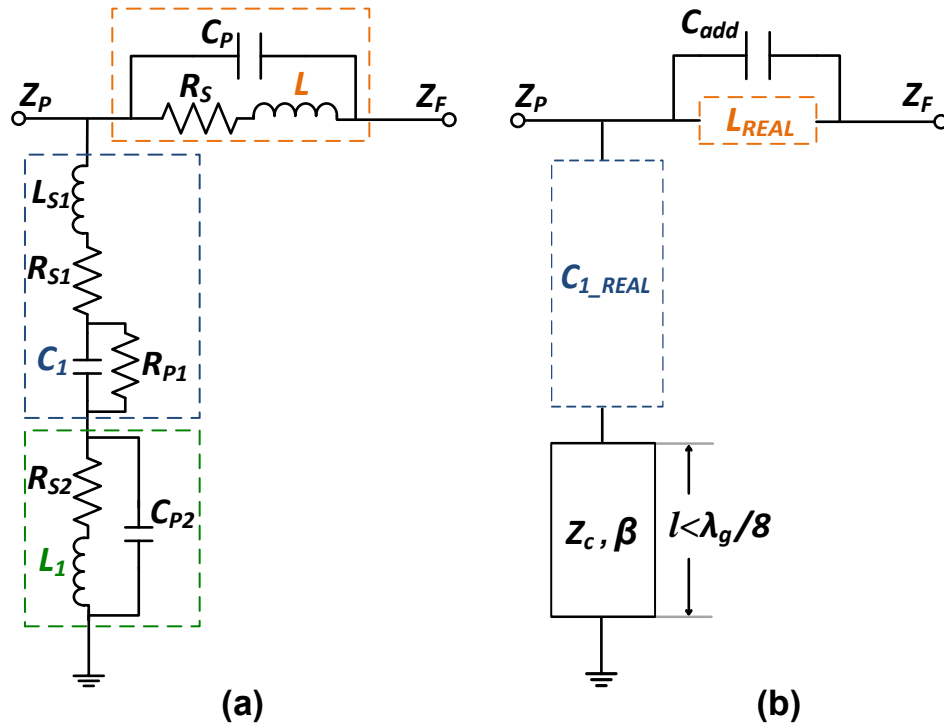 C_P
R_S
L
Z_P
Z_F
L_S1
R_S1
C_1
R_P1
R_S2
C_P2
L_1
(a)
C_add
Z_P
Z_F
L_REAL
C_1_REAL
Z_c, β
l<λ_g/8
(b)